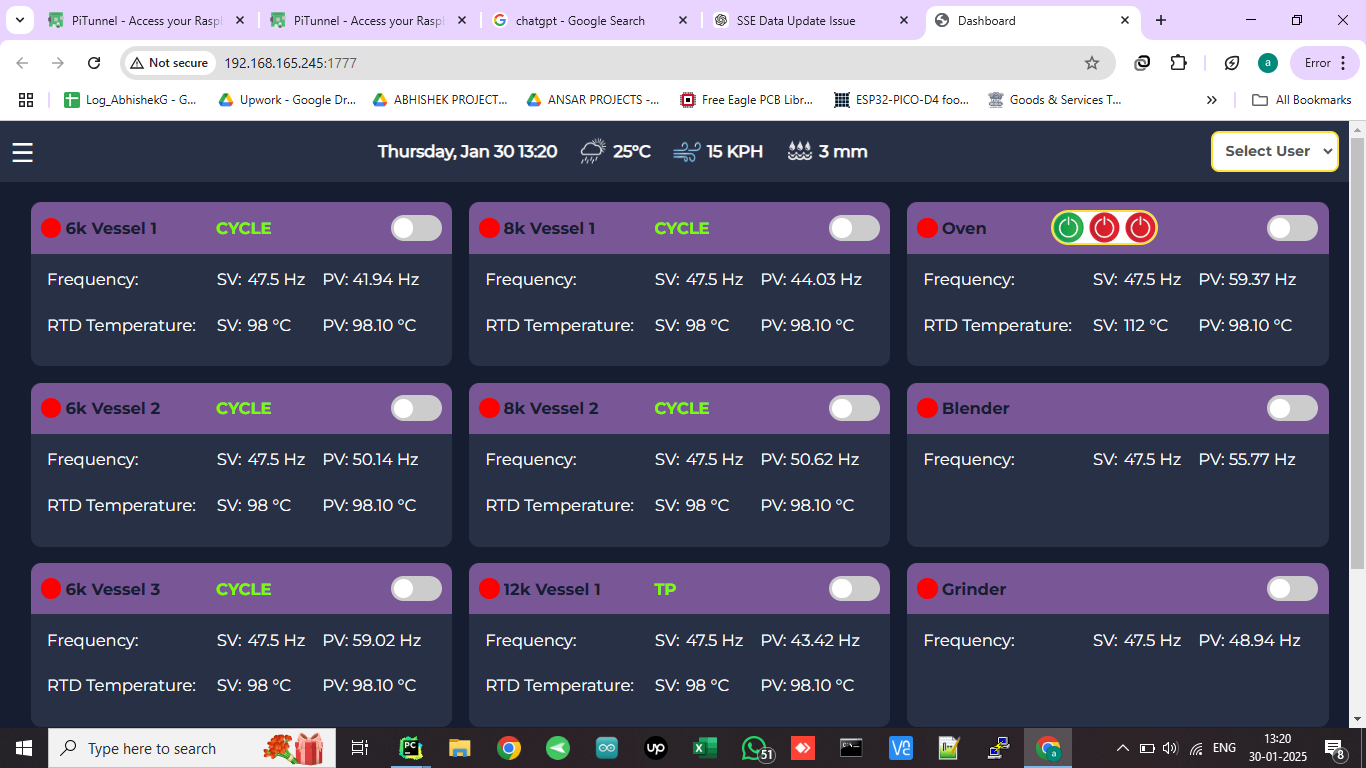 PiTunnel - Access your Raspl
PiTunnel - Access your Raspl
chatgpt - Google Search
SSE Data Update Issue
Dashboard
Not secure
192.168.165.245:1777
a
Error
Log_AbhishekG - G...
Upwork - Google Dr...
ABHISHEK PROJECT...
ANSAR PROJECTS -...
Free Eagle PCB Libr...
ESP32-PICO-D4 foo...
Goods & Services T...
All Bookmarks
Thursday, Jan 30 13:20
25°C
15 KPH
3 mm
Select User
6k Vessel 1 CYCLE
Frequency: SV: 47.5 Hz PV: 41.94 Hz
RTD Temperature: SV: 98 °C PV: 98.10 °C
8k Vessel 1 CYCLE
Frequency: SV: 47.5 Hz PV: 44.03 Hz
RTD Temperature: SV: 98 °C PV: 98.10 °C
Oven
Frequency: SV: 47.5 Hz PV: 59.37 Hz
RTD Temperature: SV: 112 °C PV: 98.10 °C
6k Vessel 2 CYCLE
Frequency: SV: 47.5 Hz PV: 50.14 Hz
RTD Temperature: SV: 98 °C PV: 98.10 °C
8k Vessel 2 CYCLE
Frequency: SV: 47.5 Hz PV: 50.62 Hz
RTD Temperature: SV: 98 °C PV: 98.10 °C
Blender
Frequency: SV: 47.5 Hz PV: 55.77 Hz
6k Vessel 3 CYCLE
Frequency: SV: 47.5 Hz PV: 59.02 Hz
RTD Temperature: SV: 98 °C PV: 98.10 °C
12k Vessel 1 TP
Frequency: SV: 47.5 Hz PV: 43.42 Hz
RTD Temperature: SV: 98 °C PV: 98.10 °C
Grinder
Frequency: SV: 47.5 Hz PV: 48.94 Hz
Type here to search
PC
up
51
V2
a
ENG
13:20
30-01-2025
8